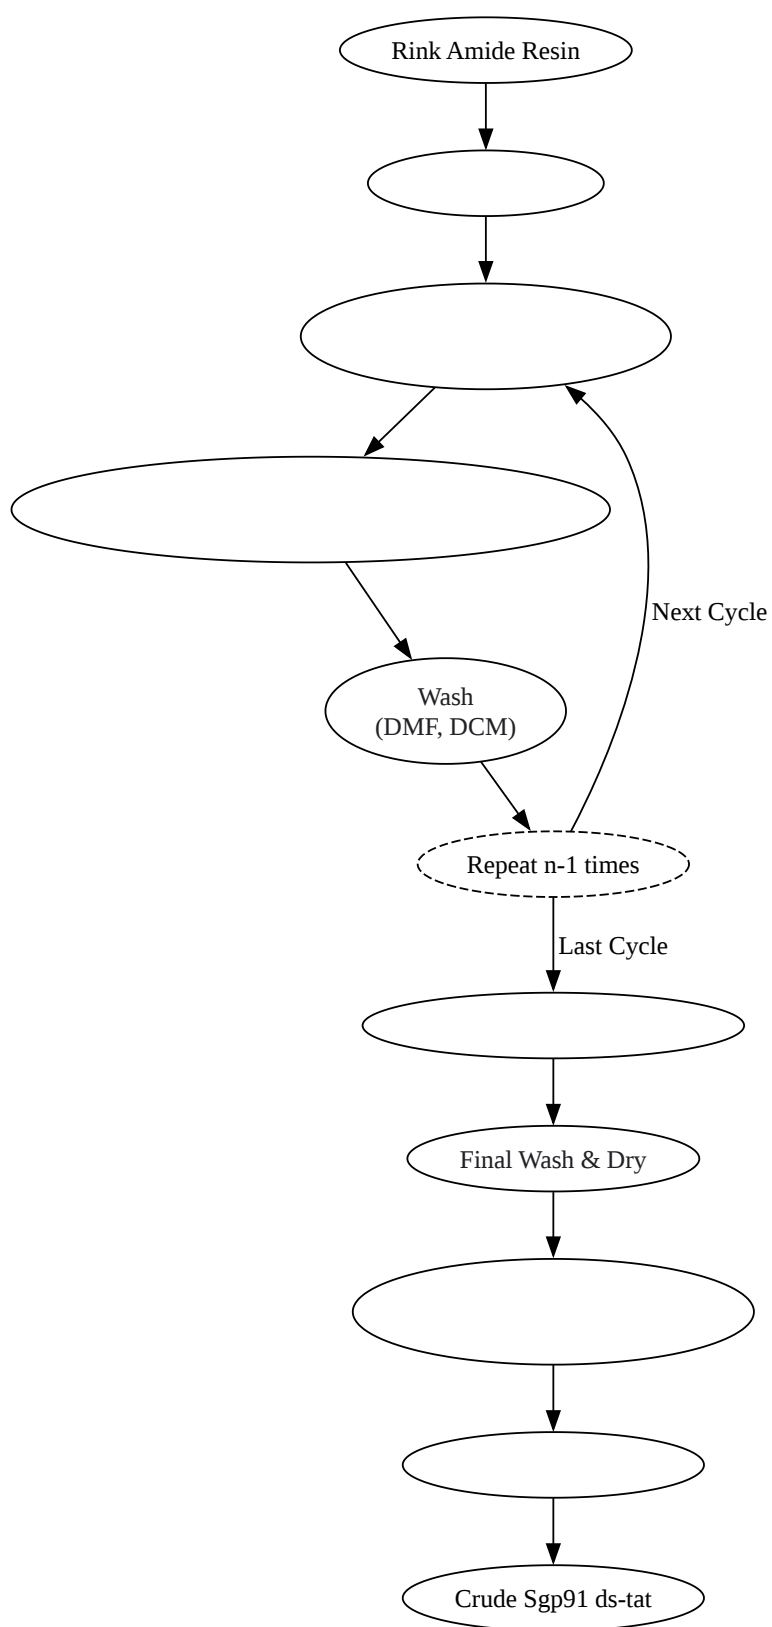 Rink Amide Resin
Next Cycle
Wash
(DMF, DCM)
Repeat n-1 times
Last Cycle
Final Wash & Dry
Crude Sgp91 ds-tat